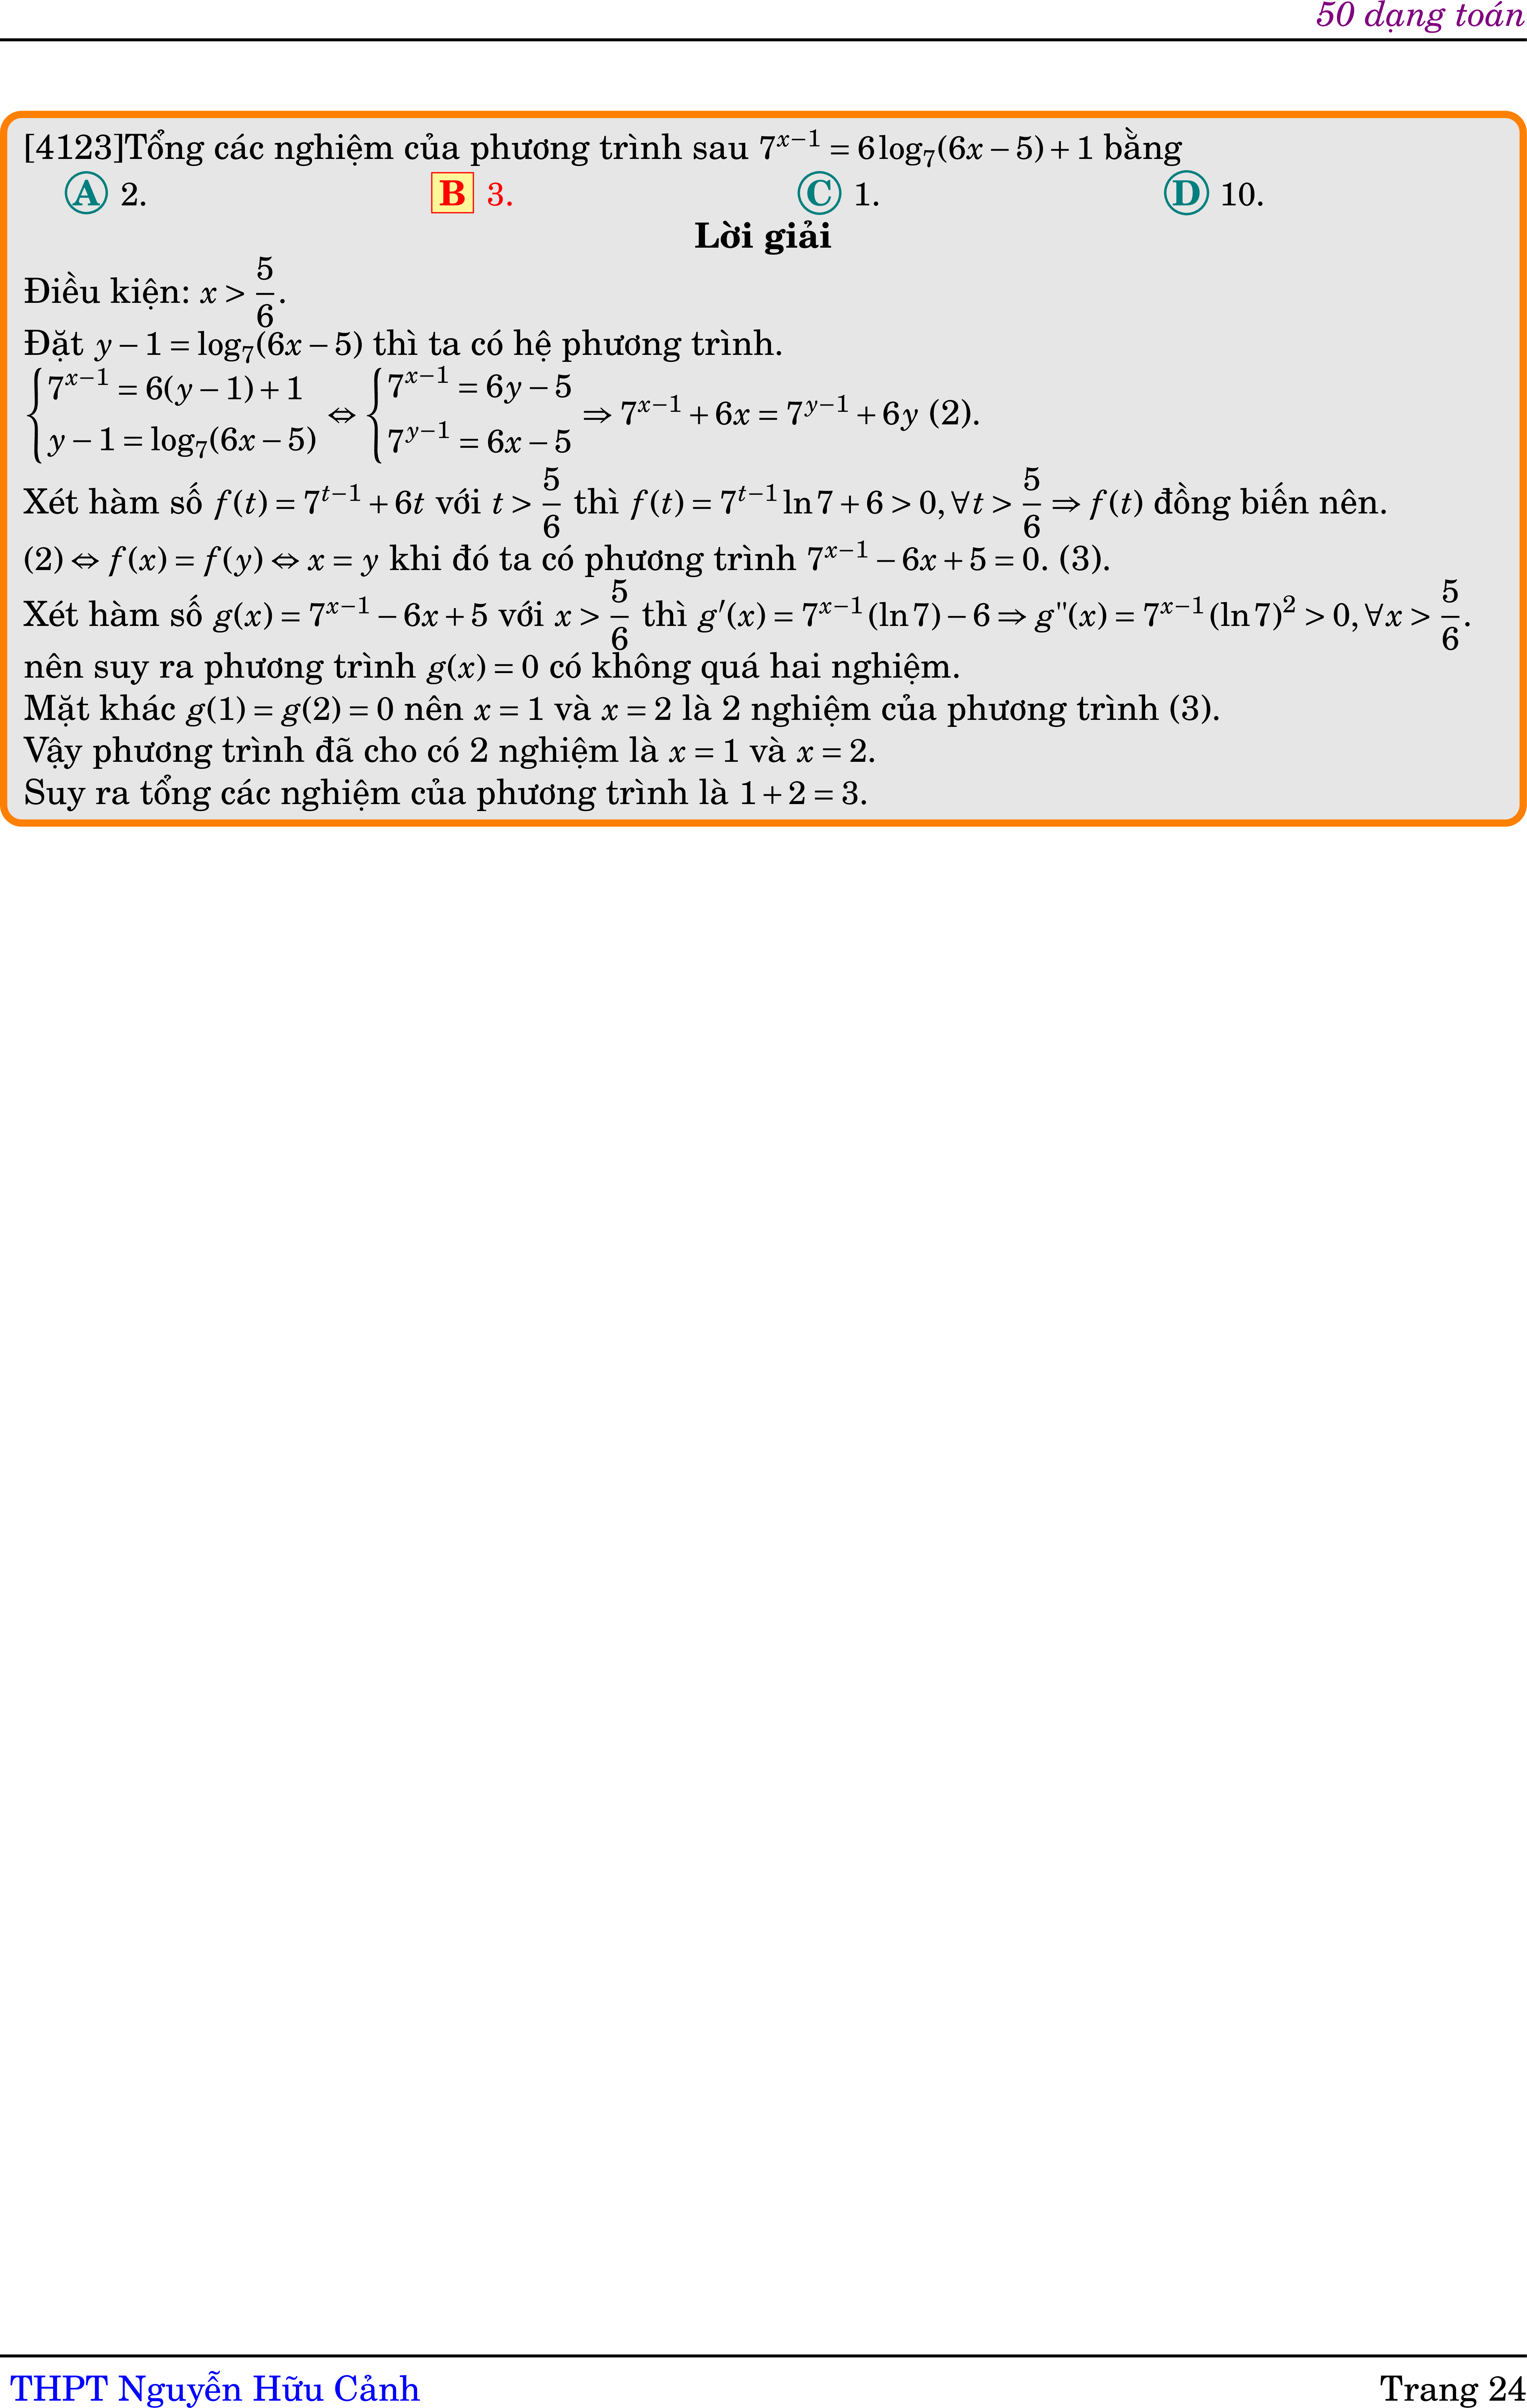 50 dạng toán
[4123]Tổng các nghiệm của phương trình sau $7^{x-1} = 6\log_7(6x-5)+1$ bằng
A 2. B 3. C 1. D 10.
Lời giải
Điều kiện: $x > \dfrac{5}{6}$.
Đặt $y-1 = \log_7(6x-5)$ thì ta có hệ phương trình.
$\begin{cases} 7^{x-1} = 6(y-1)+1 \\ y-1 = \log_7(6x-5) \end{cases} \Leftrightarrow \begin{cases} 7^{x-1} = 6y-5 \\ 7^{y-1} = 6x-5 \end{cases} \Rightarrow 7^{x-1}+6x = 7^{y-1}+6y$ (2).
Xét hàm số $f(t) = 7^{t-1}+6t$ với $t > \dfrac{5}{6}$ thì $f(t) = 7^{t-1}\ln 7+6 > 0, \forall t > \dfrac{5}{6} \Rightarrow f(t)$ đồng biến nên.
(2) $\Leftrightarrow f(x) = f(y) \Leftrightarrow x = y$ khi đó ta có phương trình $7^{x-1}-6x+5 = 0$. (3).
Xét hàm số $g(x) = 7^{x-1}-6x+5$ với $x > \dfrac{5}{6}$ thì $g'(x) = 7^{x-1}(\ln 7)-6 \Rightarrow g"(x) = 7^{x-1}(\ln 7)^2 > 0, \forall x > \dfrac{5}{6}$.
nên suy ra phương trình $g(x) = 0$ có không quá hai nghiệm.
Mặt khác $g(1) = g(2) = 0$ nên $x = 1$ và $x = 2$ là 2 nghiệm của phương trình (3).
Vậy phương trình đã cho có 2 nghiệm là $x = 1$ và $x = 2$.
Suy ra tổng các nghiệm của phương trình là $1+2 = 3$.
THPT Nguyễn Hữu Cảnh Trang 24